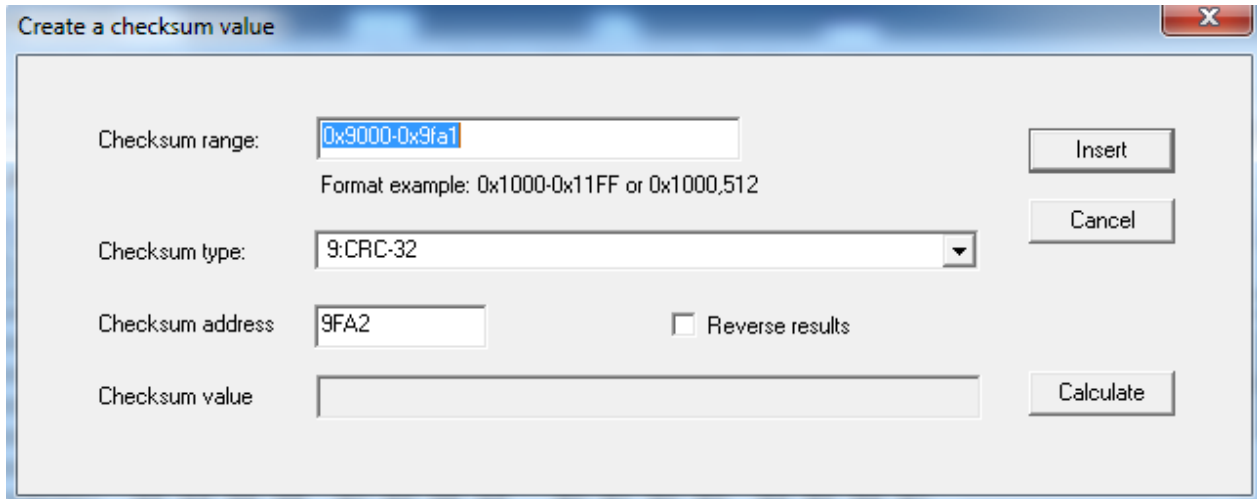 Create a checksum value
x
Checksum range: 0x9000-0x9fa1
Insert
Format example: 0x1000-0x11FF or 0x1000,512
Cancel
Checksum type: 9:CRC-32
Checksum address 9FA2 Reverse results
Checksum value Calculate